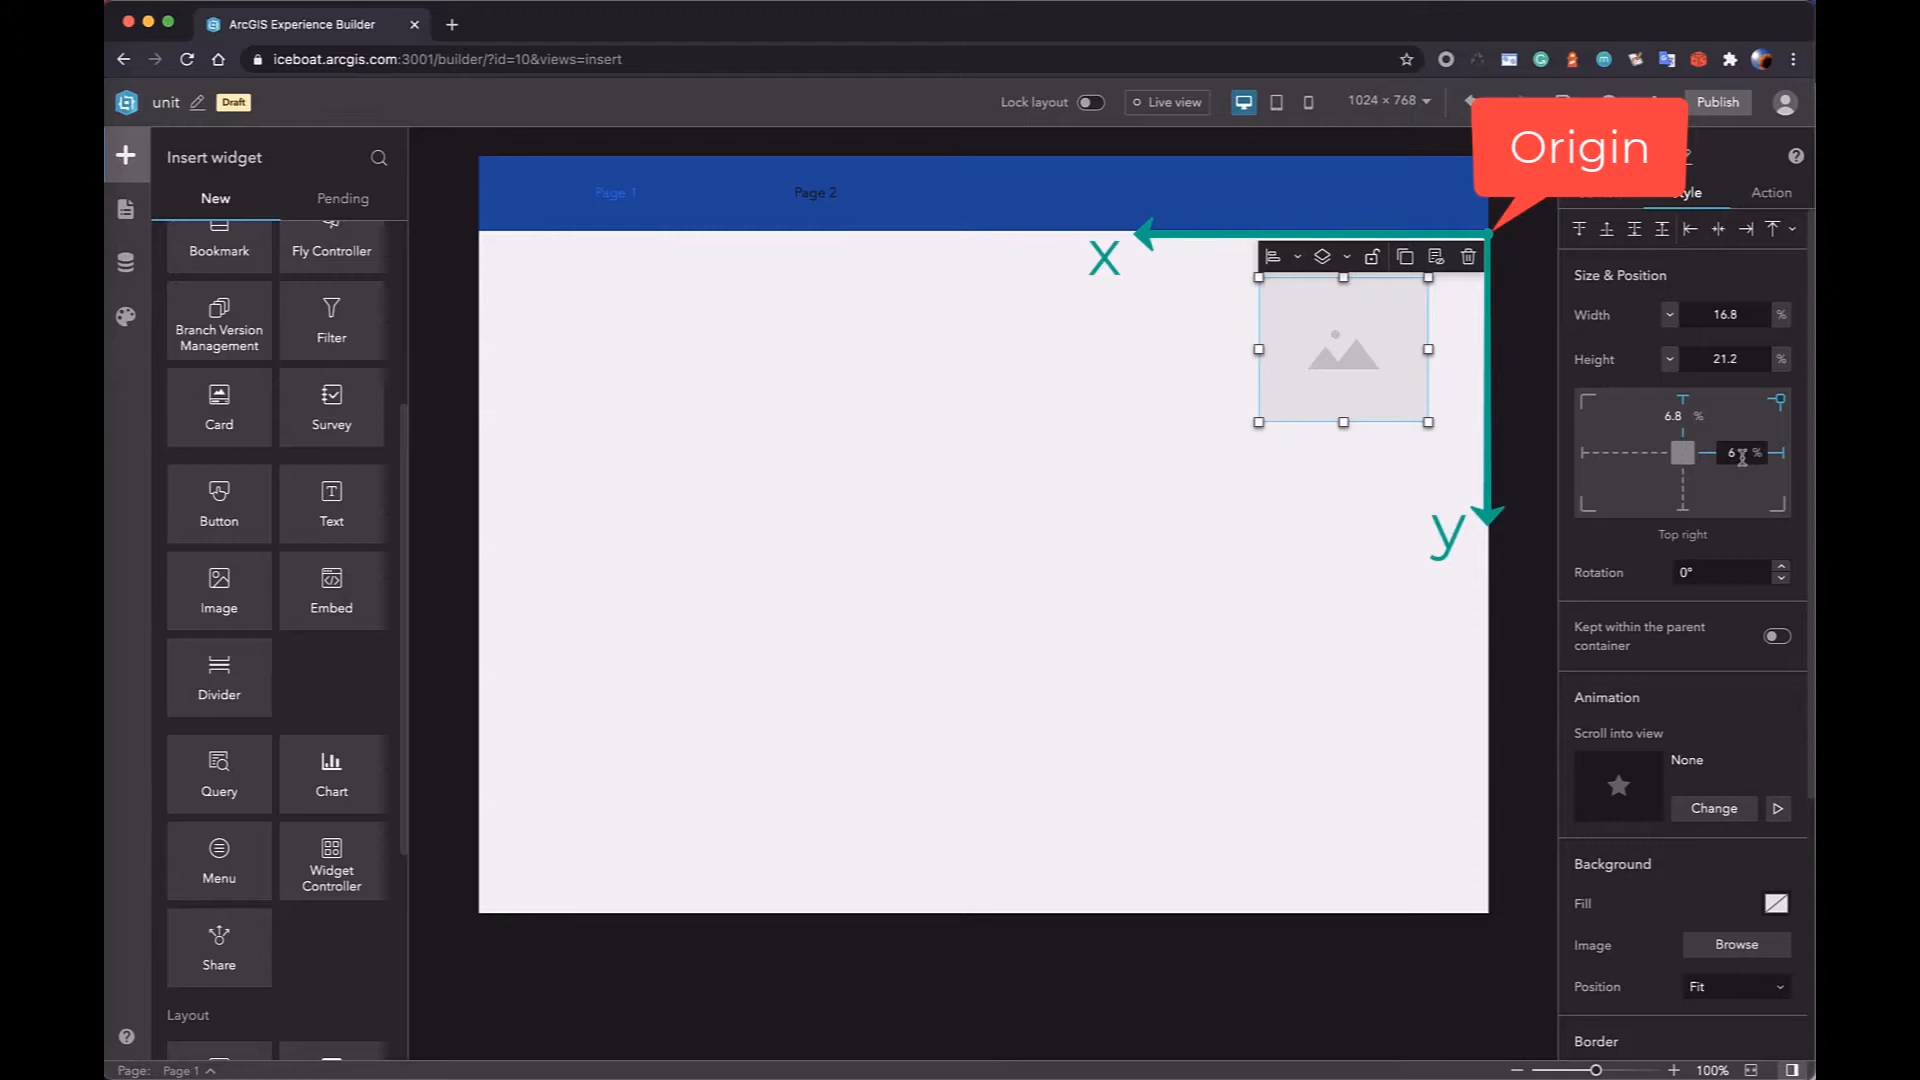 ArcGIS Experience Builder
iceboat.arcgis.com:3001/builder/?id=10&views=insert
unit
Draft
Lock layout
Live view
1024 × 768
Publish
Origin
Insert widget
New
Pending
Page 1
Page 2
Action
x
y
Bookmark
Fly Controller
Branch Version
Management
Filter
Card
Survey
Button
Text
Image
Embed
Divider
Query
Chart
Menu
Widget
Controller
Share
Layout
Size & Position
Width
16.8
%
Height
21.2
%
6.8 %
6 %
Top right
Rotation
0°
Kept within the parent
container
Animation
Scroll into view
None
Change
Background
Fill
Image
Browse
Position
Fit
Border
Page:
Page 1
100%